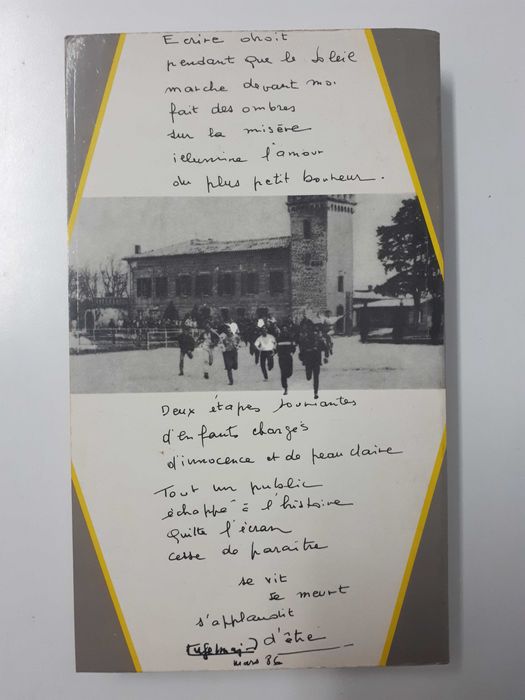 Ecrire droit
pendant que le soleil
marche devant moi
fait des ombres
sur la misère
illumine l'amour
du plus petit bonheur.
Deux étapes souriantes
d'enfants chargés
d'innocence et de peau claire
Tout un public
échappé à l'histoire
quitte l'écran
cesse de paraître
se vit
se meurt
s'applaudit
d'être
mars 86